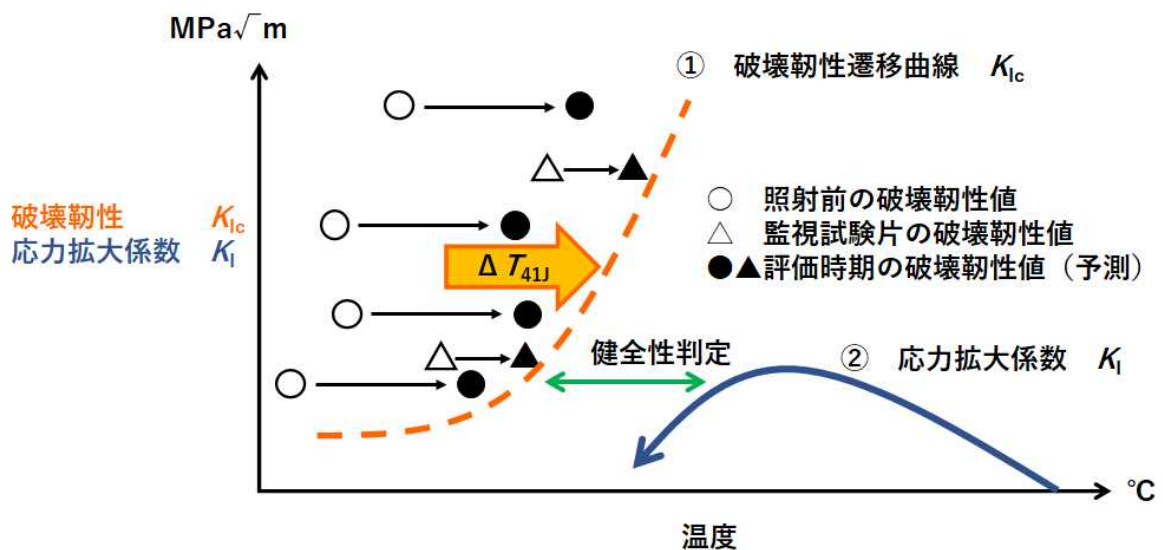 MPa√m
① 破壊靭性遷移曲線 KIc
破壊靭性 KIc
応力拡大係数 KI
○ 照射前の破壊靭性値
△ 監視試験片の破壊靭性値
●▲評価時期の破壊靭性値(予測)
Δ T41J
健全性判定
② 応力拡大係数 KI
℃
温度